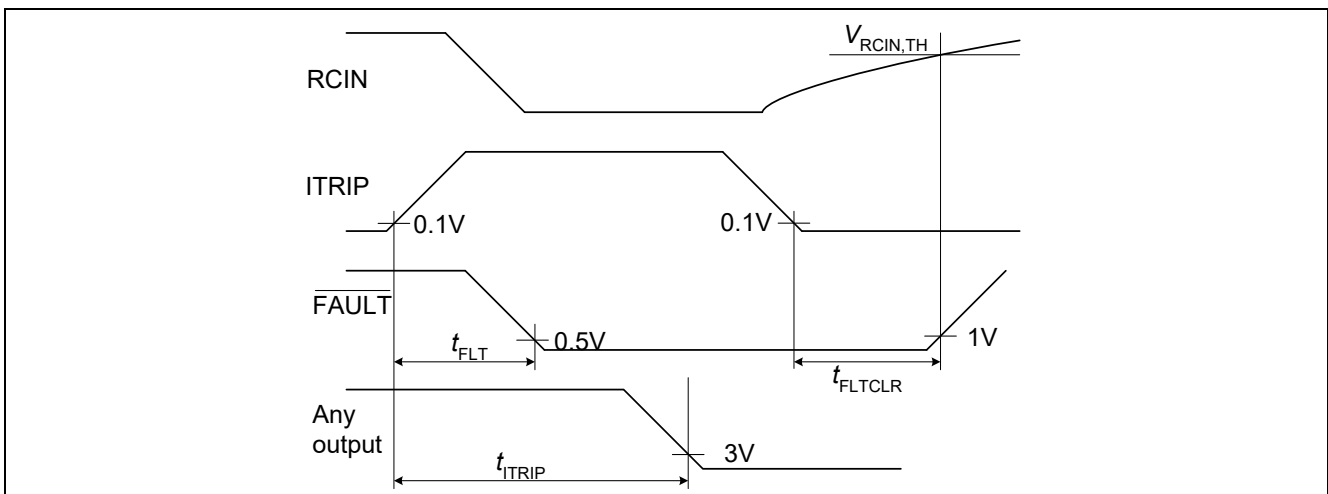 V_RCIN,TH
RCIN
ITRIP
0.1V
0.1V
FAULT
t_FLT
0.5V
1V
t_FLTCLR
Any
output
t_ITRIP
3V